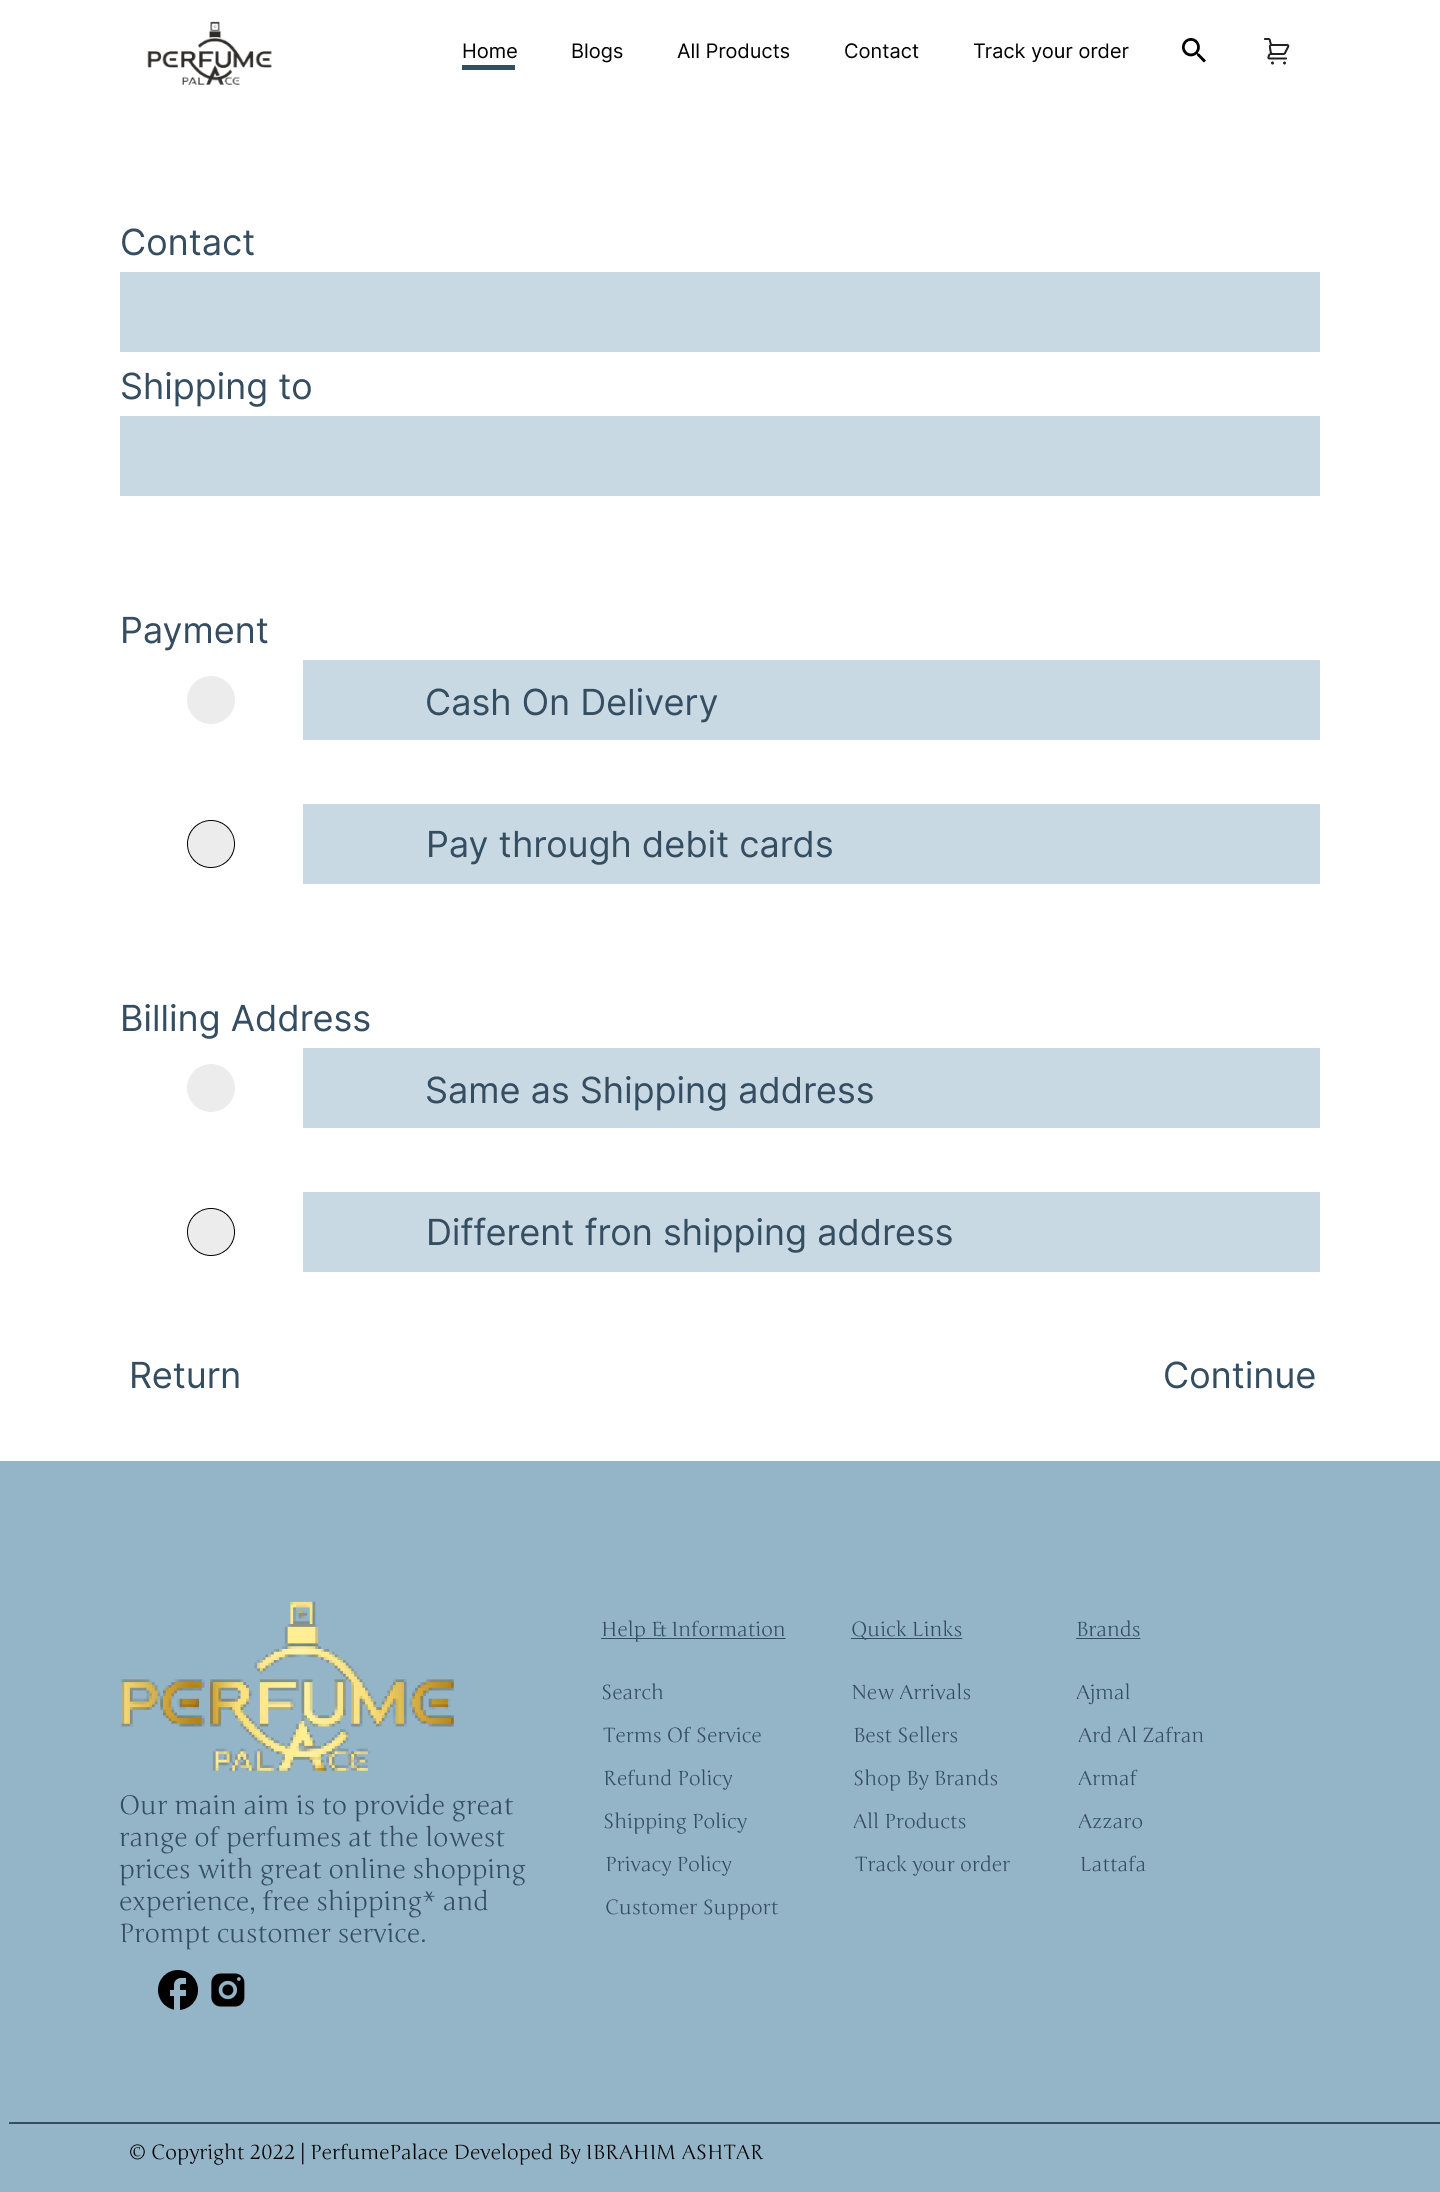 PERFUME
PALACE
Home Blogs All Products Contact Track your order
Contact
Shipping to
Payment
Cash On Delivery
Pay through debit cards
Billing Address
Same as Shipping address
Different fron shipping address
Return Continue
PERFUME
PALACE
Our main aim is to provide great
range of perfumes at the lowest
prices with great online shopping
experience, free shipping* and
Prompt customer service.
Help & Information
Search
Terms Of Service
Refund Policy
Shipping Policy
Privacy Policy
Customer Support
Quick Links
New Arrivals
Best Sellers
Shop By Brands
All Products
Track your order
Brands
Ajmal
Ard Al Zafran
Armaf
Azzaro
Lattafa
© Copyright 2022 | PerfumePalace Developed By IBRAHIM ASHTAR